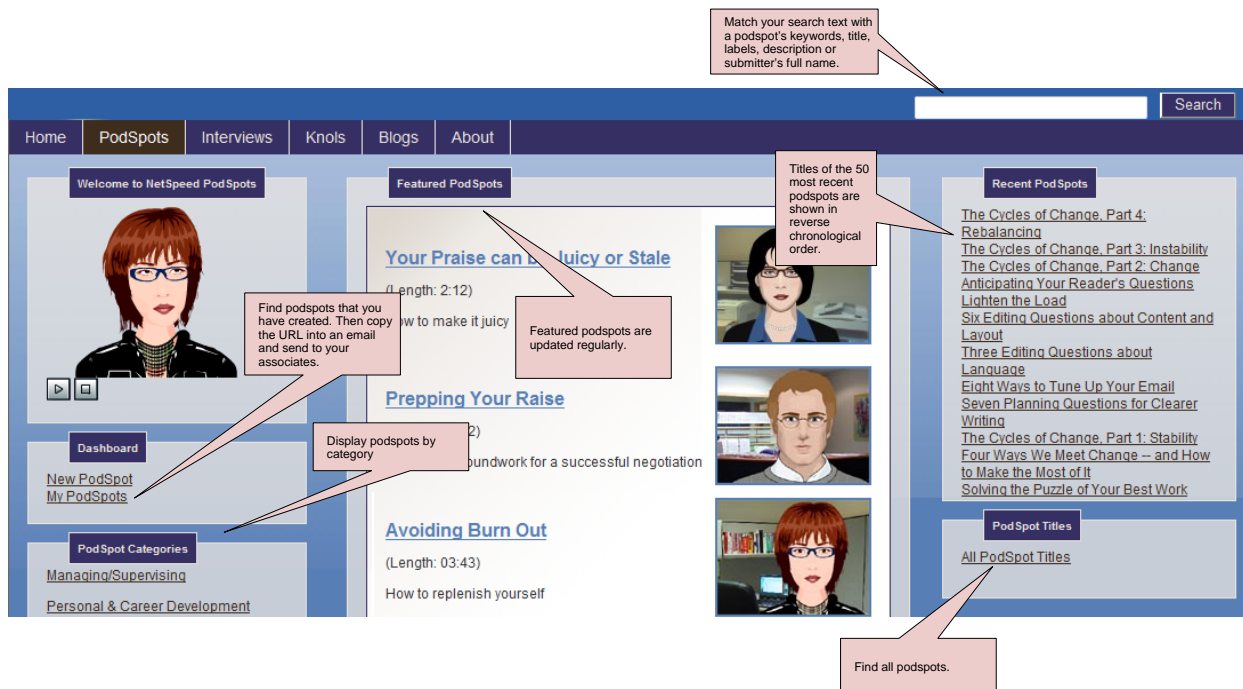 Match your search text with
a podspot's keywords, title,
labels, description or
submitter's full name.
Search
Home
PodSpots
Interviews
Knols
Blogs
About
Welcome to NetSpeed PodSpots
Find podspots that you
have created. Then copy
the URL into an email
and send to your
associates.
Dashboard
New PodSpot
My PodSpots
Display podspots by
category
PodSpot Categories
Managing/Supervising
Personal & Career Development
Featured PodSpots
Your Praise can Juicy or Stale
(Length: 2:12)
to make it juicy
Featured podspots are
updated regularly.
Prepping Your Raise
2)
oundwork for a successful negotiation
Avoiding Burn Out
(Length: 03:43)
How to replenish yourself
Titles of the 50
most recent
podspots are
shown in
reverse
chronological
order.
Recent PodSpots
The Cycles of Change, Part 4:
Rebalancing
The Cycles of Change, Part 3: Instability
The Cycles of Change, Part 2: Change
Anticipating Your Reader's Questions
Lighten the Load
Six Editing Questions about Content and
Layout
Three Editing Questions about
Language
Eight Ways to Tune Up Your Email
Seven Planning Questions for Clearer
Writing
The Cycles of Change, Part 1: Stability
Four Ways We Meet Change -- and How
to Make the Most of It
Solving the Puzzle of Your Best Work
PodSpot Titles
All PodSpot Titles
Find all podspots.